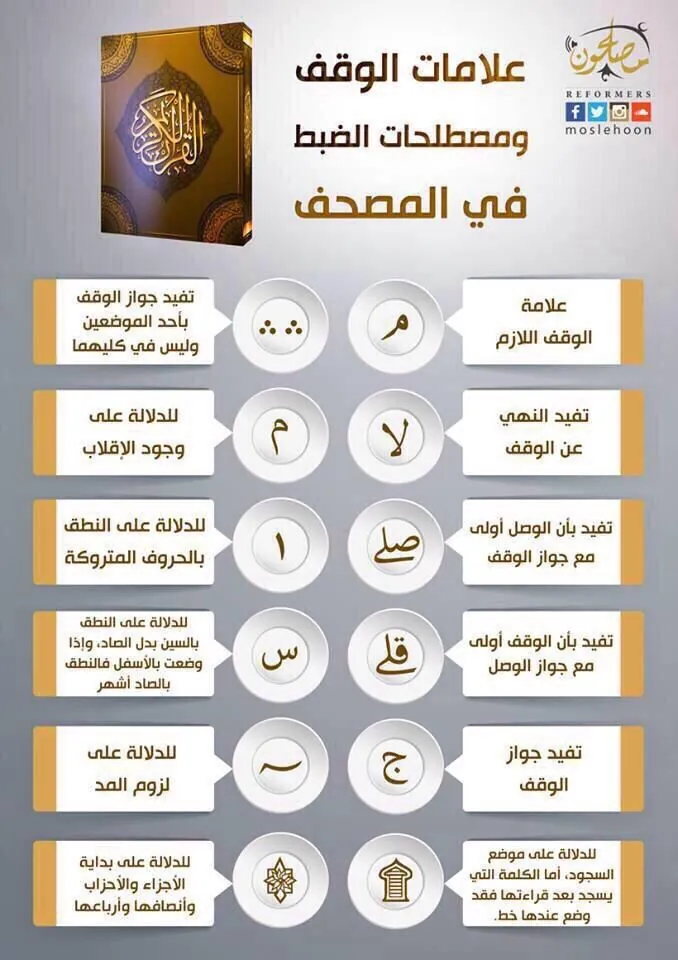 علامات الوقف
ومصطلحات الضبط
في المصحف
مصلحون
REFORMERS
moslehoon
القرآن الكريم
علامة
الوقف اللازم
م
تفيد جواز الوقف
بأحد الموضعين
وليس في كليهما
∴ ∴
تفيد النهي
عن الوقف
لا
للدلالة على
وجود الإقلاب
م
تفيد بأن الوصل أولى
مع جواز الوقف
صلے
للدلالة على النطق
بالحروف المتروكة
ا
تفيد بأن الوقف أولى
مع جواز الوصل
قلے
للدلالة على النطق
بالسين بدل الصاد، وإذا
وضعت بالأسفل فالنطق
بالصاد أشهر
س
تفيد جواز
الوقف
ج
للدلالة على
لزوم المد
للدلالة على موضع
السجود، أما الكلمة التي
يسجد بعد قراءتها فقد
وضع عندها خط.
للدلالة على بداية
الأجزاء والأحزاب
وأنصافها وأرباعها